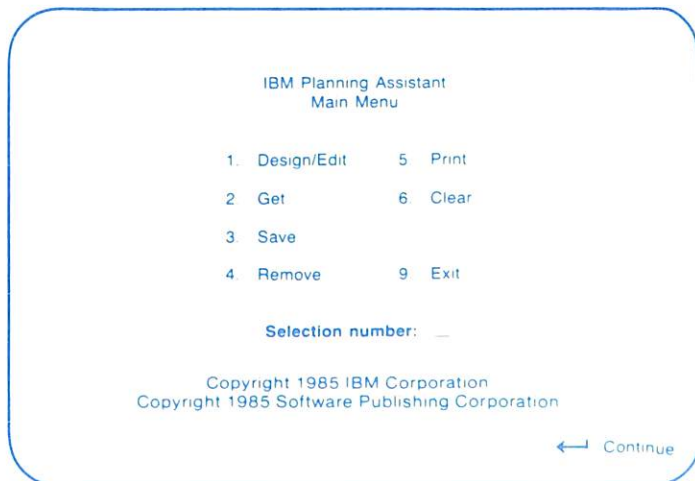 IBM Planning Assistant
Main Menu
1. Design/Edit 5 Print
2 Get 6. Clear
3. Save
4. Remove 9 Exit
Selection number: _
Copyright 1985 IBM Corporation
Copyright 1985 Software Publishing Corporation
Continue